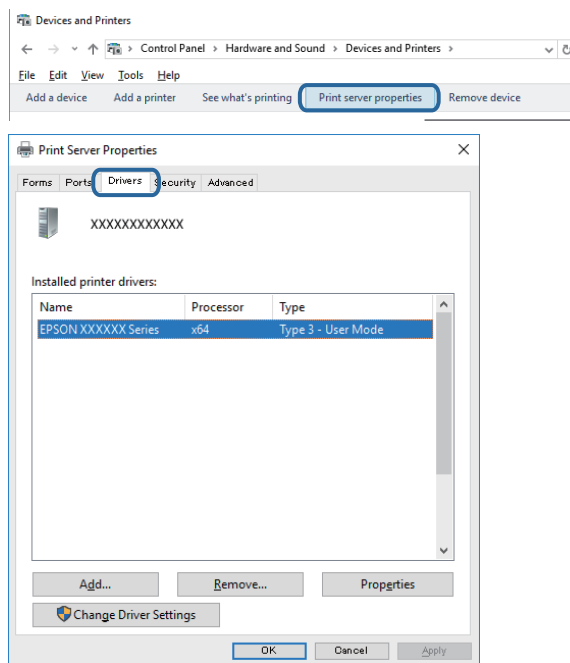 Devices and Printers
Control Panel > Hardware and Sound > Devices and Printers >
File Edit View Tools Help
Add a device Add a printer See what's printing Print server properties Remove device
Print Server Properties
Forms Ports Drivers Security Advanced
XXXXXXXXXXXX
Installed printer drivers:
Name Processor Type
EPSON XXXXXX Series x64 Type 3 - User Mode
Add... Remove... Properties
Change Driver Settings
OK Cancel Apply